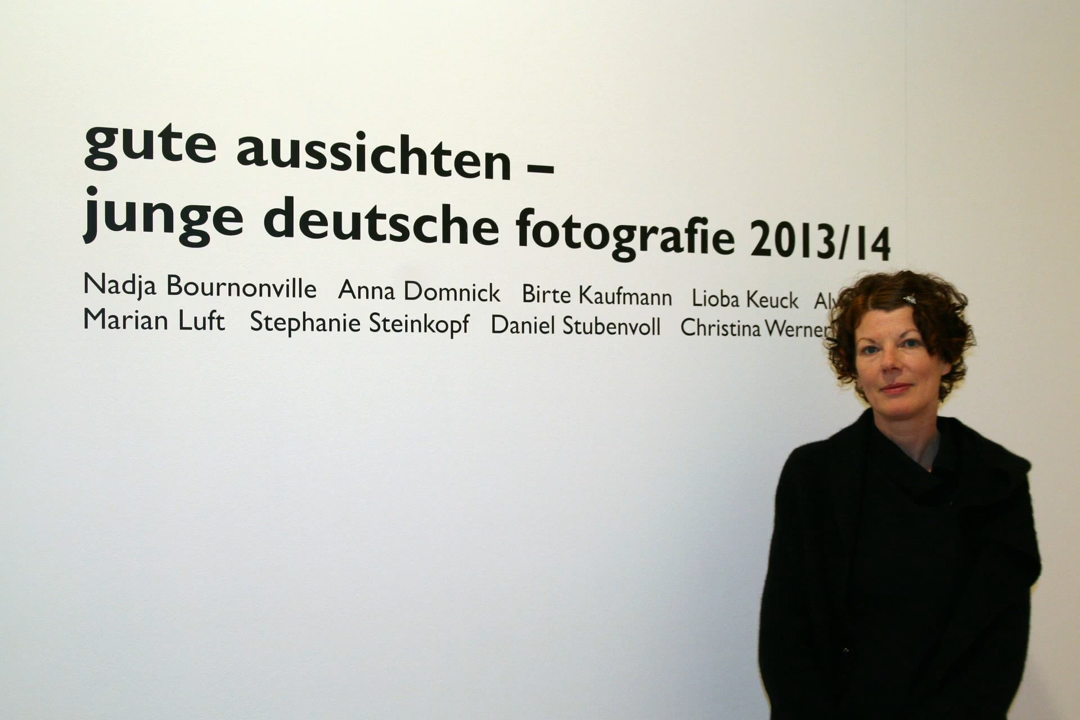 gute aussichten –
junge deutsche fotografie 2013/14
Nadja Bournonville Anna Domnick Birte Kaufmann Lioba Keuck
Marian Luft Stephanie Steinkopf Daniel Stubenvoll Christina Werner